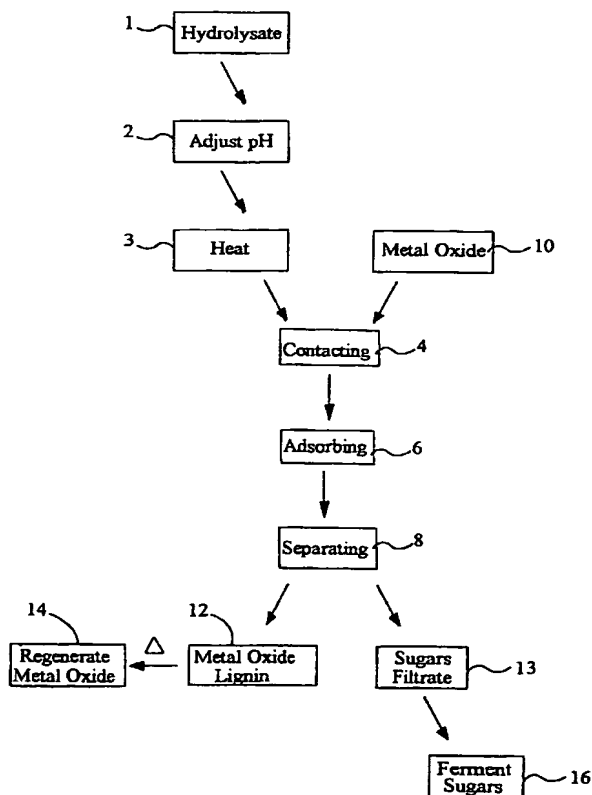 1
Hydrolysate
2
Adjust pH
3
Heat
Metal Oxide
10
Contacting
4
Adsorbing
6
Separating
8
14
Δ
12
Regenerate
Metal Oxide
Metal Oxide
Lignin
Sugars
Filtrate
13
Ferment
Sugars
16